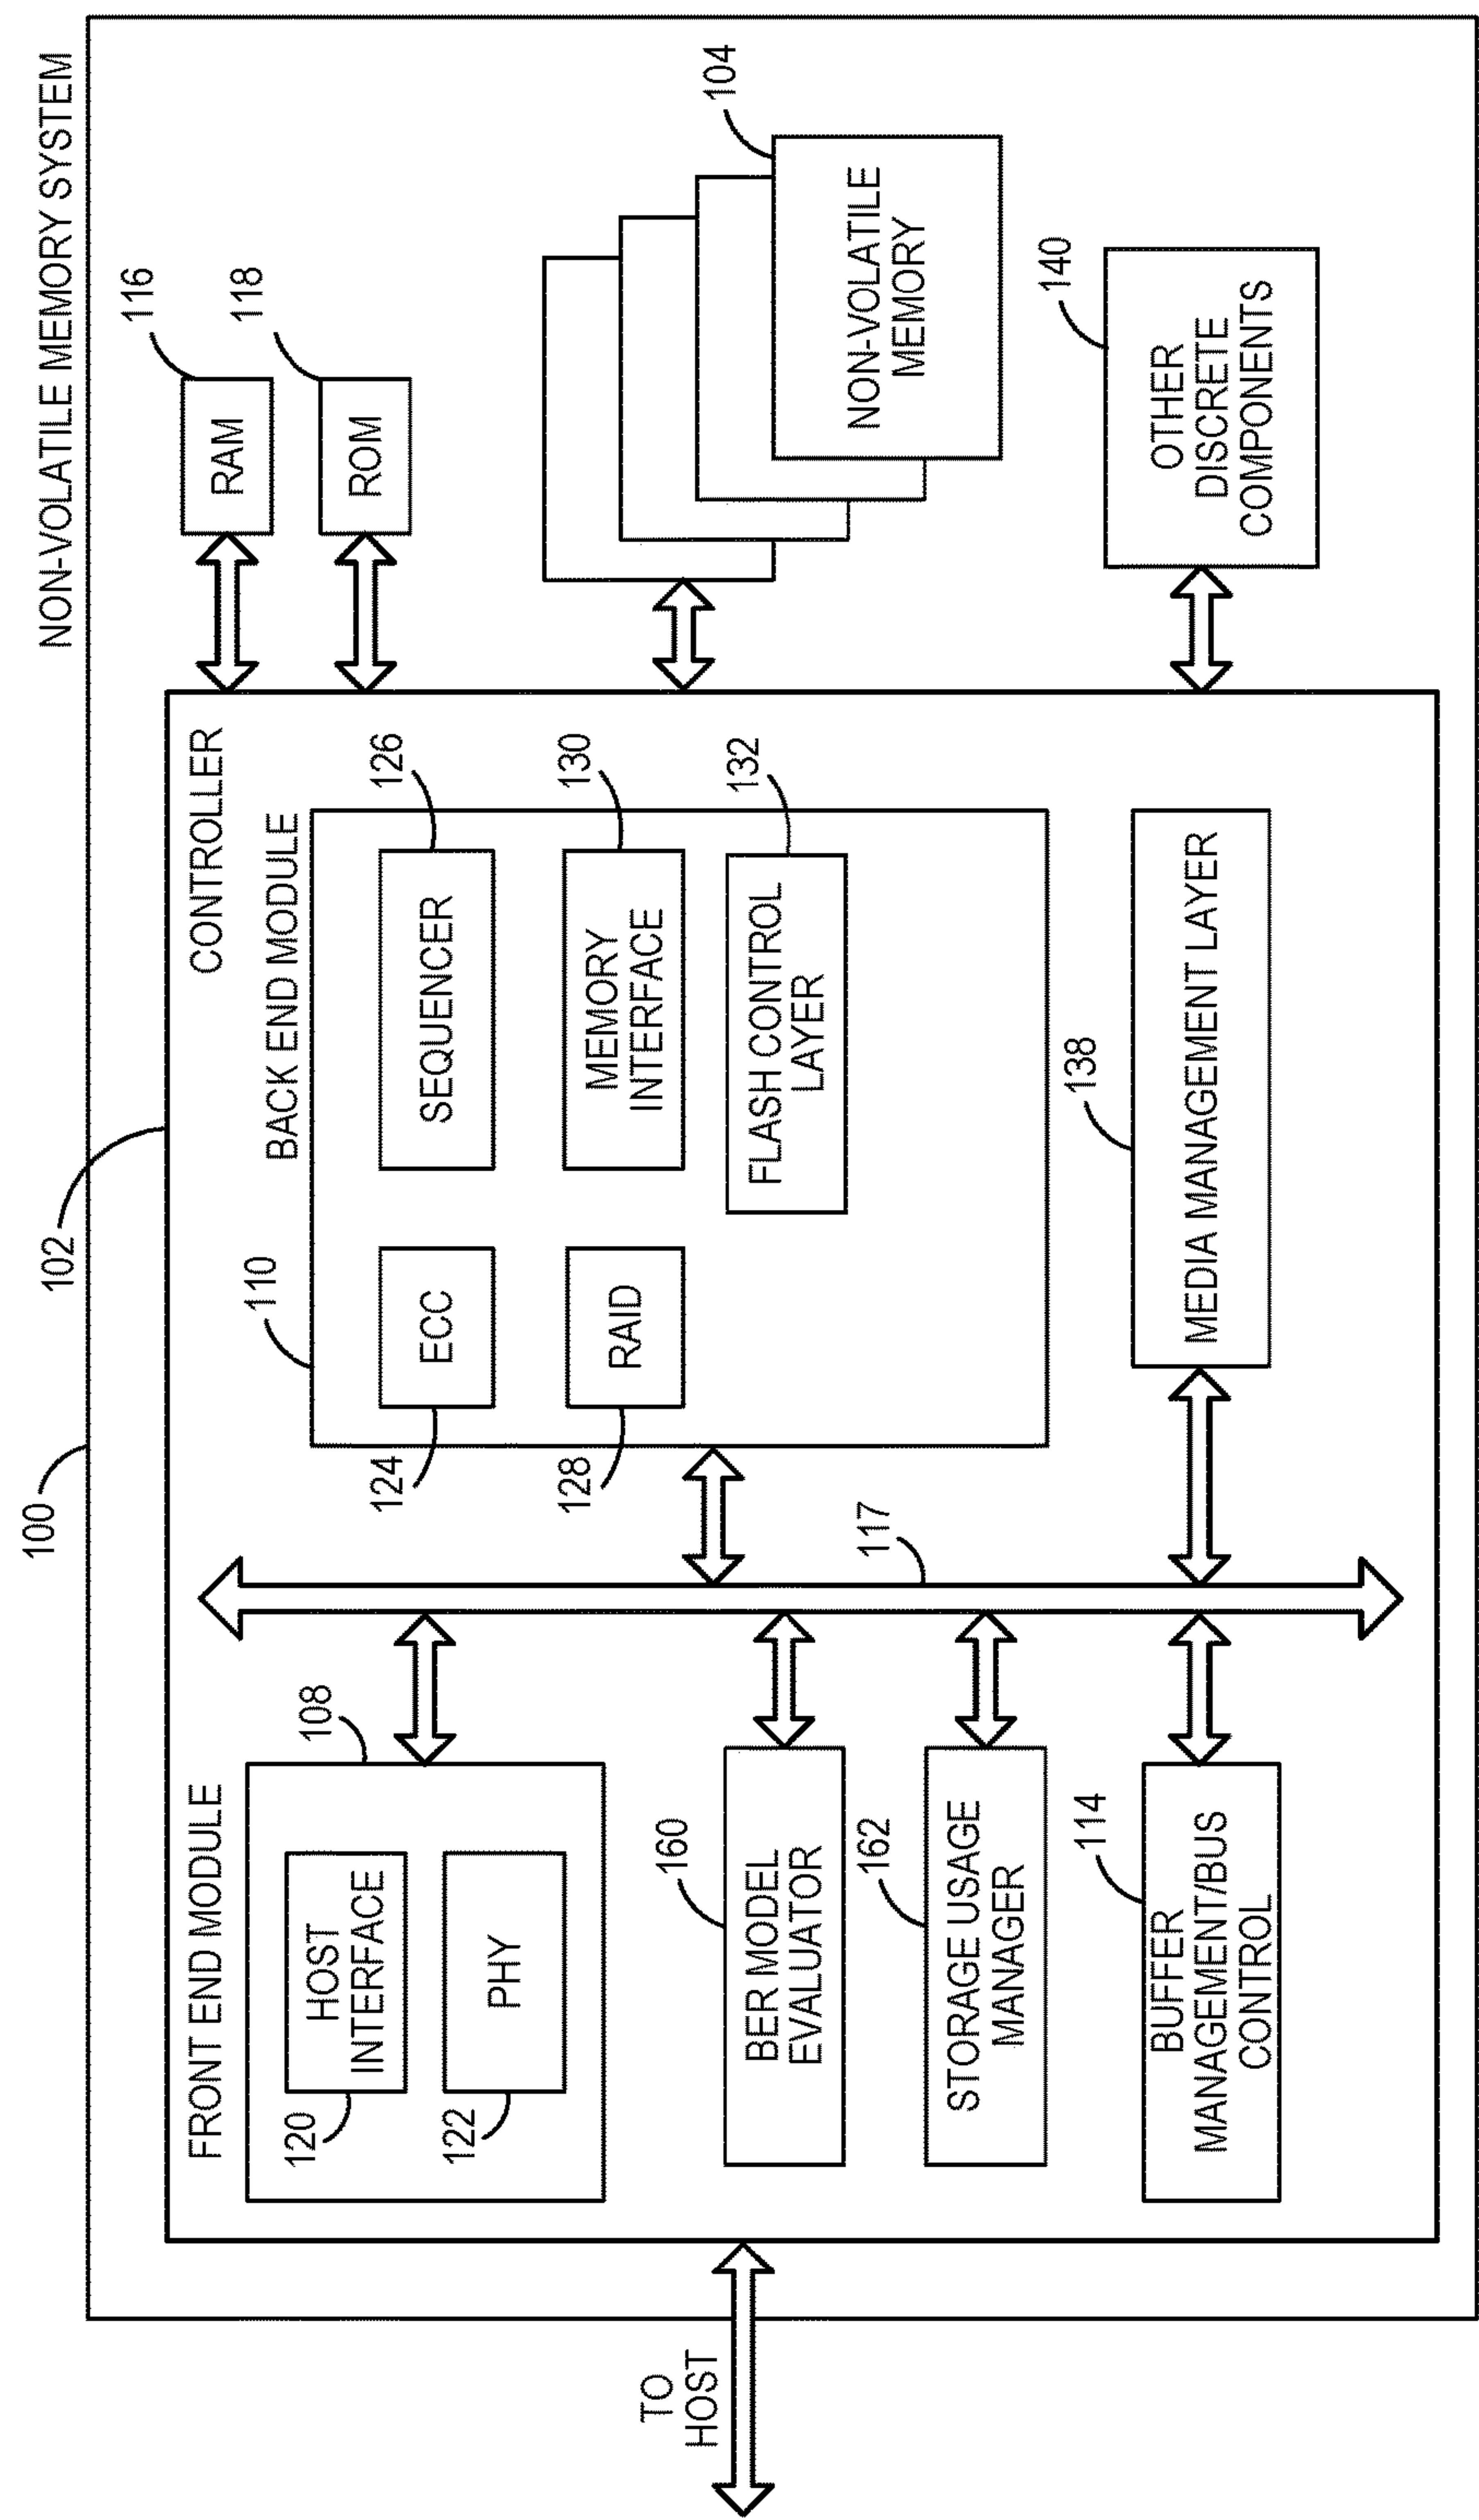 NON-VOLATILE MEMORY SYSTEM
100
102
CONTROLLER
FRONT END MODULE
108
HOST
INTERFACE
120
PHY
122
160
BER MODEL
EVALUATOR
162
STORAGE USAGE
MANAGER
114
BUFFER
MANAGEMENT/BUS
CONTROL
117
BACK END MODULE
110
ECC
124
SEQUENCER
126
RAID
128
MEMORY
INTERFACE
130
FLASH CONTROL
LAYER
132
138
MEDIA MANAGEMENT LAYER
RAM
116
ROM
118
104
NON-VOLATILE
MEMORY
140
OTHER
DISCRETE
COMPONENTS
TO
HOST